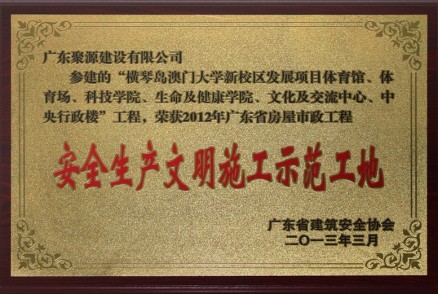 广东聚源建设有限公司
参建的“横琴岛澳门大学新校区发展项目体育馆、体
育场、科技学院、生命及健康学院、文化及交流中心、中
央行政楼”工程，荣获2012年广东省房屋市政工程
安全生产文明施工示范工地
广东省建筑安全协会
二〇一三年三月